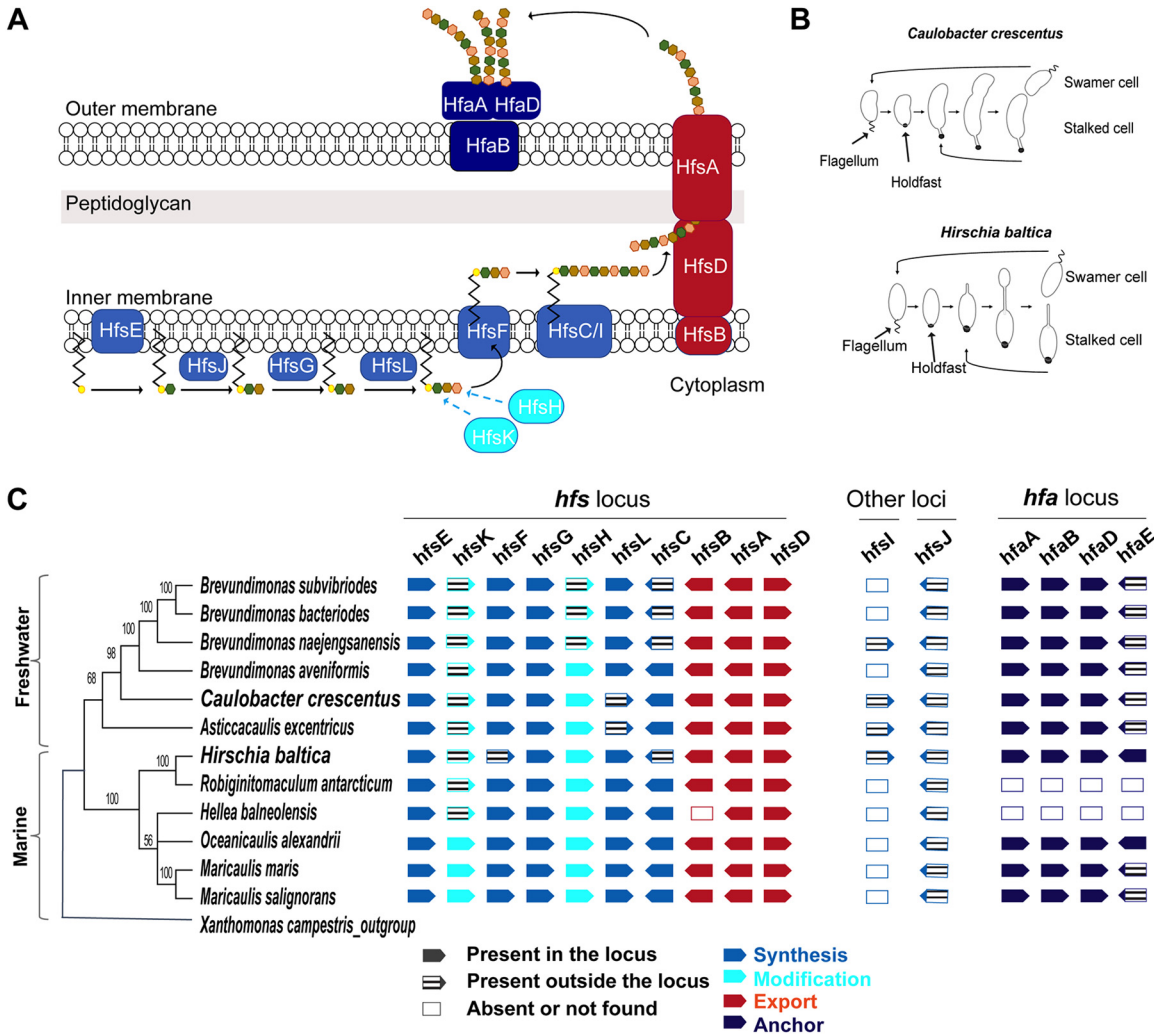 A
Outer membrane
HfaA
HfaD
HfaB
HfsA
Peptidoglycan
HfsD
Inner membrane
HfsE
HfsF
HfsC/I
HfsB
HfsJ
HfsG
HfsL
Cytoplasm
HfsH
HfsK
B
Caulobacter crescentus
Swamer cell
Stalked cell
Flagellum
Holdfast
Hirschia baltica
Swamer cell
Flagellum
Stalked cell
Holdfast
C
hfs locus
Other loci
hfa locus
hfsE hfsK hfsF hfsG hfsH hfsL hfsC hfsB hfsA hfsD hfsI hfsJ hfaA hfaB hfaD hfaE
Freshwater
Marine
100
100
100
98
68
100
100
56
100
Brevundimonas subvibriodes
Brevundimonas bacteriodes
Brevundimonas naejengsanensis
Brevundimonas aveniformis
Caulobacter crescentus
Asticcacaulis excentricus
Hirschia baltica
Robiginitomaculum antarcticum
Hellea balneolensis
Oceanicaulis alexandrii
Maricaulis maris
Maricaulis salignorans
Xanthomonas campestris_outgroup
Present in the locus
Present outside the locus
Absent or not found
Synthesis
Modification
Export
Anchor